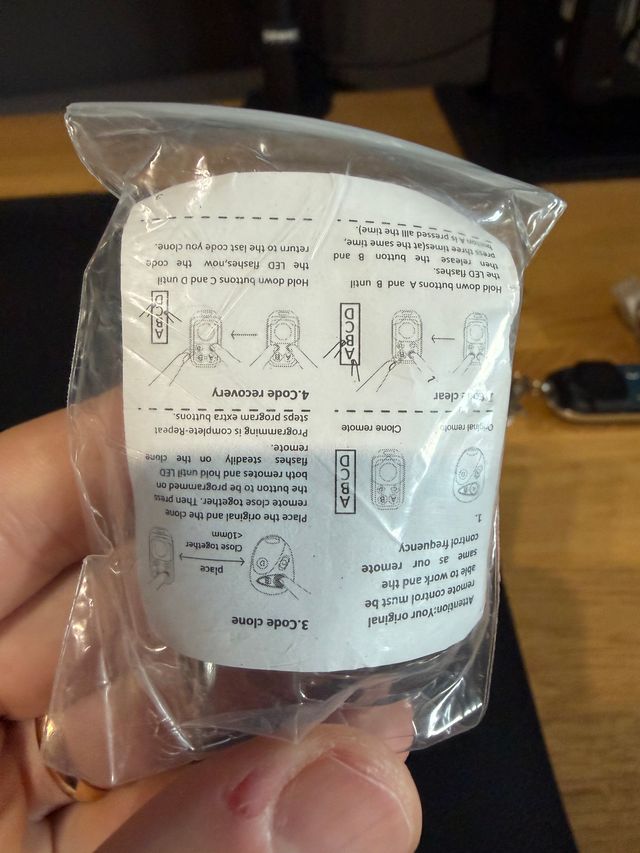 Attention:Your original
remote control must be
able to work and the
same as our remote
control frequency
1.
A
B
C
D
Original remote Clone remote
clear
A
B
C
D
Hold down buttons A and B until
the LED flashes.
then release the button B and
press three times(at the same time,
button A is pressed alll the time).
3.Code clone
place
Close together
<10mm
Place the original and the clone
remote close together. Then press
the button to be programmed on
both remotes and hold until LED
flashes steadily on the clone
remote.
Programming is complete-Repeat
steps program extra buttons.
4.Code recovery
A
B
C
D
Hold down buttons C and D until
the LED flashes,now the code
return to the last code you clone.